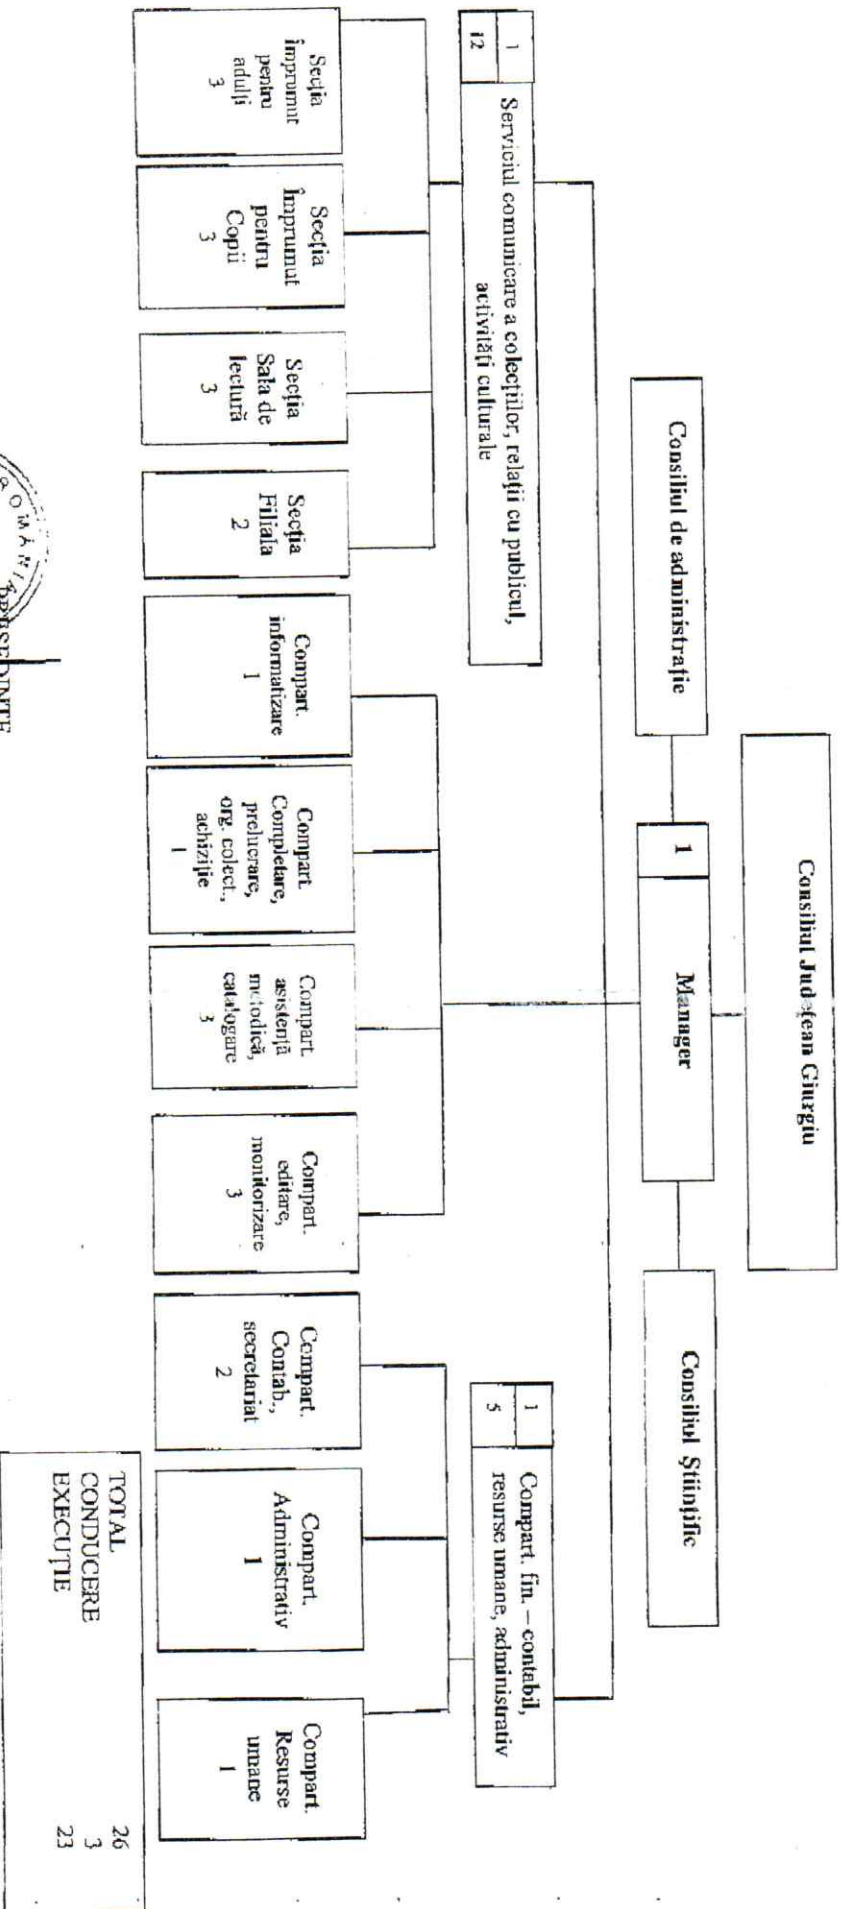 Consiliul Județean Giurgiu
Consiliul de administrație
1
Manager
Consiliul Științific
1
12
Serviciul comunicare a colecțiilor, relații cu publicul,
activități culturale
1
5
Compart. fin. – contabil,
resurse umane, administrativ
Secția
împrumut
pentru
adulți
3
Secția
Împrumut
pentru
Copii
3
Secția
Sala de
lectură
3
Secția
Filiala
2
Compart.
informatizare
1
Compart.
Completare,
prelucrare,
org. colect.,
achiziție
1
Compart.
asistență
metodică,
catalogare
3
Compart.
editare,
monitorizare
3
Compart.
Contab.,
secretariat
2
Compart.
Administrativ
1
Compart.
Resurse
umane
1
TOTAL 26
CONDUCERE 3
EXECUȚIE 23
ROMÂNIA
PREȘEDINTE